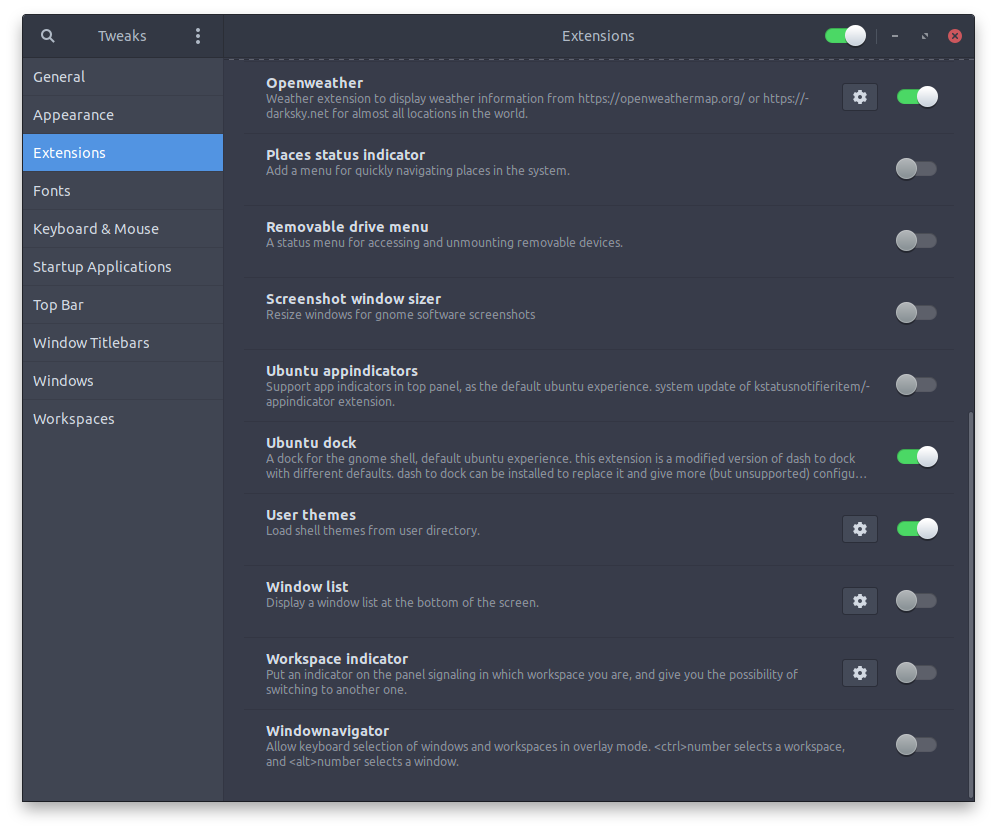 Tweaks
Extensions
General
Appearance
Extensions
Fonts
Keyboard & Mouse
Startup Applications
Top Bar
Window Titlebars
Windows
Workspaces
Openweather
Weather extension to display weather information from https://openweathermap.org/ or https://-
darksky.net for almost all locations in the world.
Places status indicator
Add a menu for quickly navigating places in the system.
Removable drive menu
A status menu for accessing and unmounting removable devices.
Screenshot window sizer
Resize windows for gnome software screenshots
Ubuntu appindicators
Support app indicators in top panel, as the default ubuntu experience. system update of kstatusnotifieritem/-
appindicator extension.
Ubuntu dock
A dock for the gnome shell, default ubuntu experience. this extension is a modified version of dash to dock
with different defaults. dash to dock can be installed to replace it and give more (but unsupported) configu…
User themes
Load shell themes from user directory.
Window list
Display a window list at the bottom of the screen.
Workspace indicator
Put an indicator on the panel signaling in which workspace you are, and give you the possibility of
switching to another one.
Windownavigator
Allow keyboard selection of windows and workspaces in overlay mode. <ctrl>number selects a workspace,
and <alt>number selects a window.